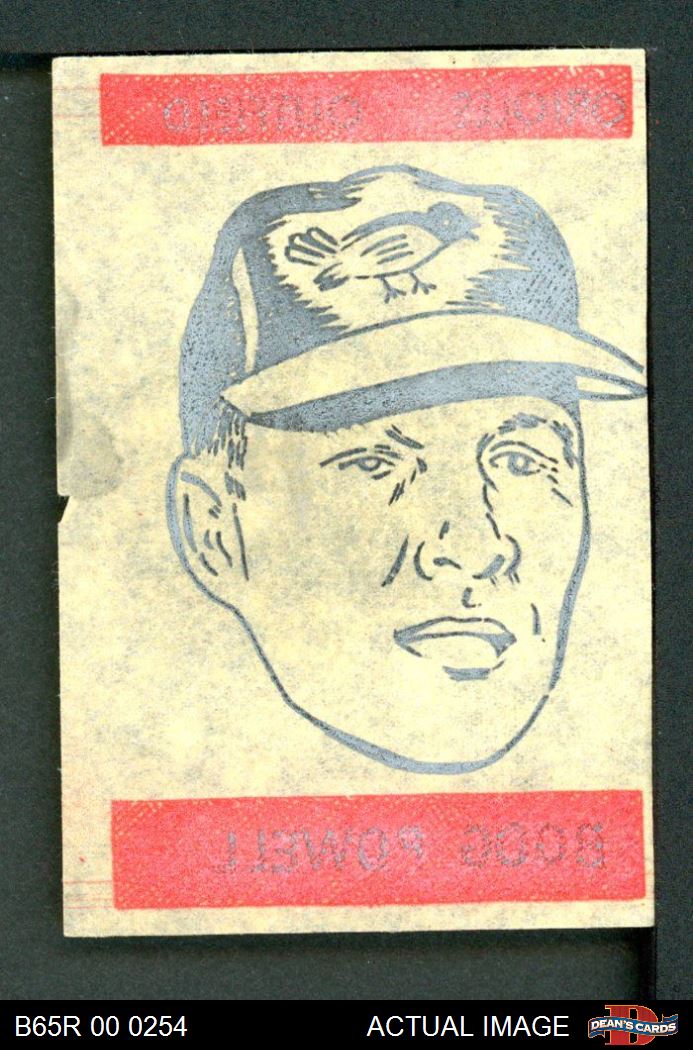 ORIOLES OUTFIELD
BOOG POWELL
B65R 00 0254
ACTUAL IMAGE
D
DEAN'S CARDS